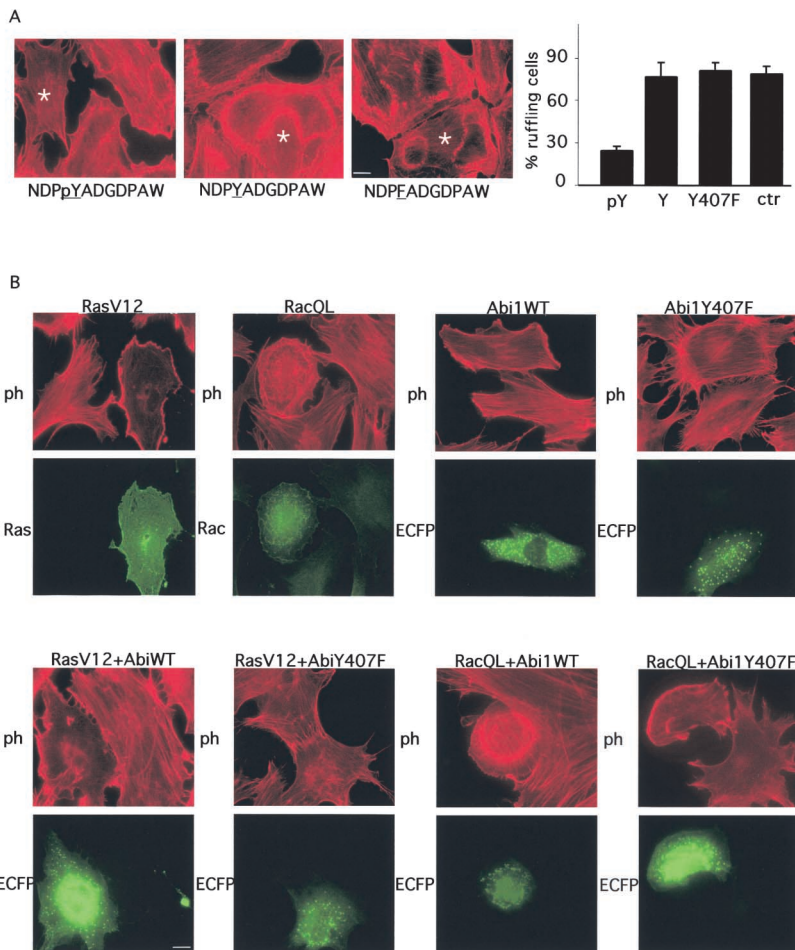 A
*
*
*
NDPpYADGDPAW
NDPYADGDPAW
NDPFADGDPAW
% ruffling cells
90
60
30
0
pY
Y
Y407F
ctr
B
RasV12
RacQL
Abi1WT
Abi1Y407F
ph
ph
ph
ph
Ras
Rac
ECFP
ECFP
RasV12+AbiWT
RasV12+AbiY407F
RacQL+Abi1WT
RacQL+Abi1Y407F
ph
ph
ph
ph
ECFP
ECFP
ECFP
ECFP